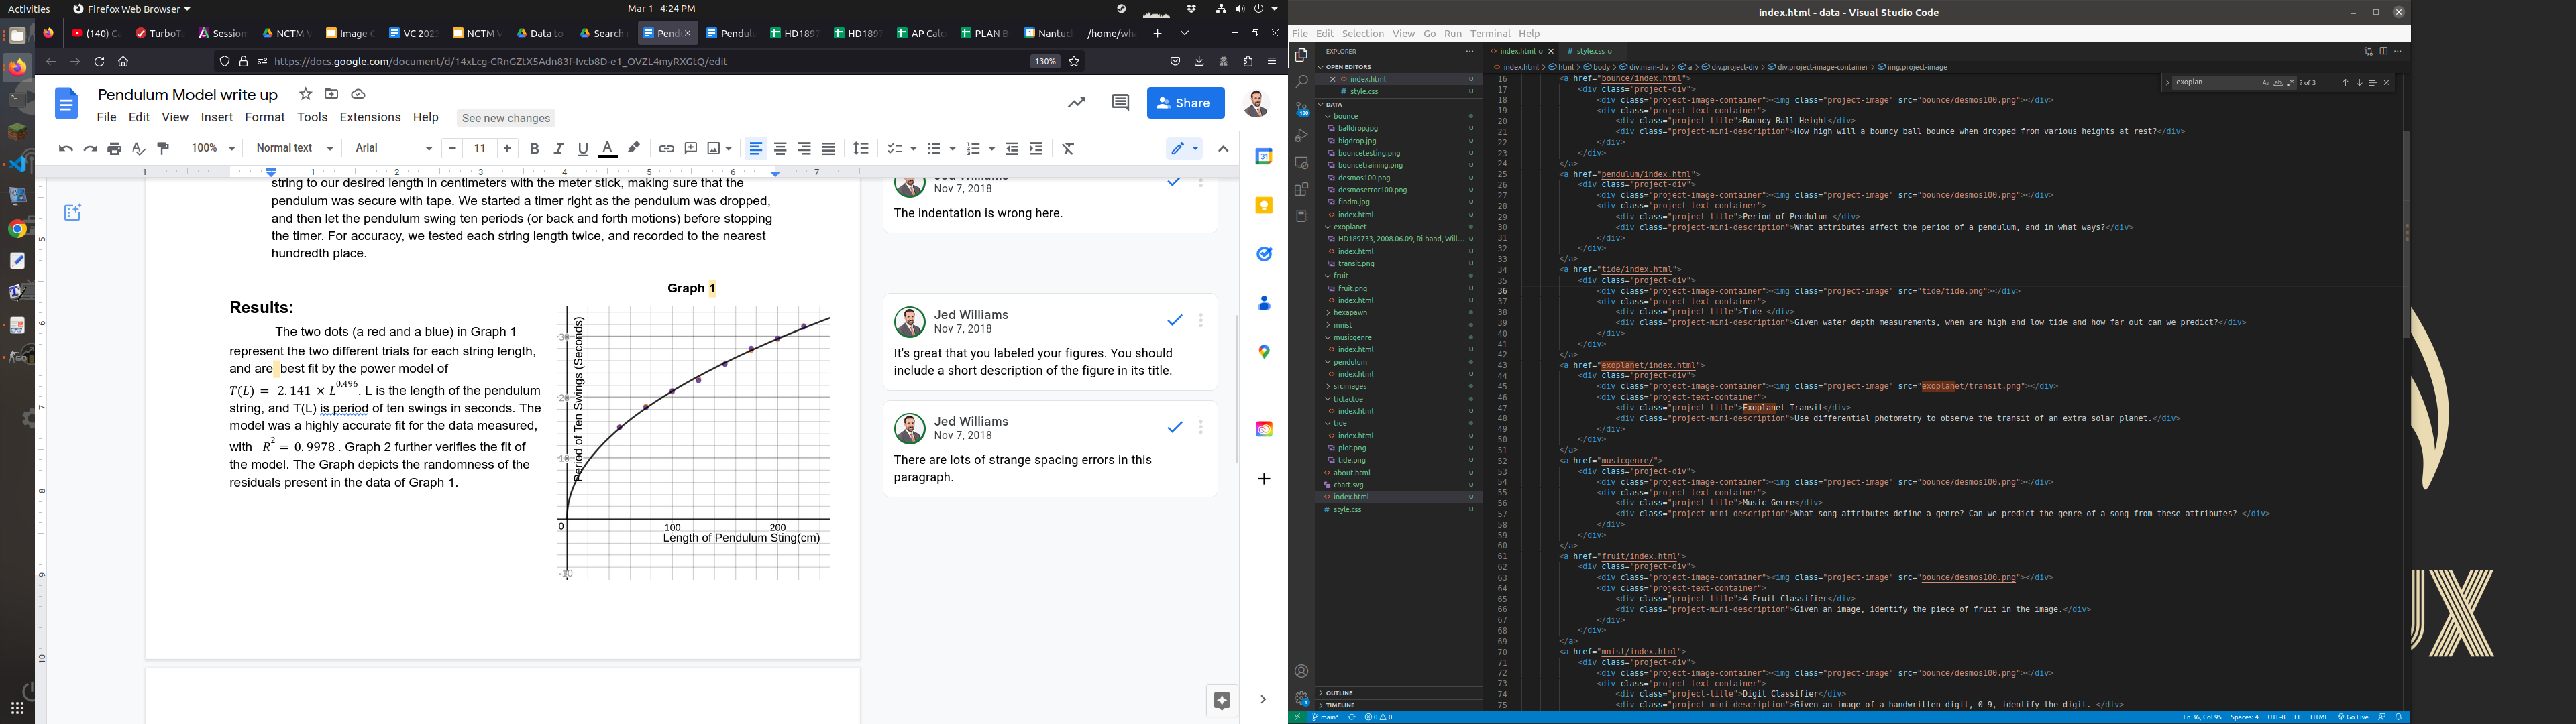 Activities
Firefox Web Browser
Mar 1 4:24 PM
(140) C
TurboT
Session
NCTM V
Image C
VC 202
NCTM V
Data to
Search
Pend
Pendul
HD189
HD189
AP Calc
PLAN B
Nantuc
/home/wh
https://docs.google.com/document/d/14xLcg-CRnGZtX5Adn83f-Ivcb8D-e1_OVZL4myRXGtQ/edit
130%
Pendulum Model write up
File Edit View Insert Format Tools Extensions Help
See new changes
Share
100%
Normal text
Arial
11
string to our desired length in centimeters with the meter stick, making sure that the
pendulum was secure with tape. We started a timer right as the pendulum was dropped,
and then let the pendulum swing ten periods (or back and forth motions) before stopping
the timer. For accuracy, we tested each string length twice, and recorded to the nearest
hundredth place.
Results:
The two dots (a red and a blue) in Graph 1
represent the two different trials for each string length,
and are best fit by the power model of
T(L) = 2.141 × L^0.496. L is the length of the pendulum
string, and T(L) is period of ten swings in seconds. The
model was a highly accurate fit for the data measured,
with R^2 = 0.9978. Graph 2 further verifies the fit of
the model. The Graph depicts the randomness of the
residuals present in the data of Graph 1.
Graph 1
Period of Ten Swings (Seconds)
30
20
10
0
-10
100
200
Length of Pendulum Sting(cm)
Nov 7, 2018
The indentation is wrong here.
Jed Williams
Nov 7, 2018
It's great that you labeled your figures. You should
include a short description of the figure in its title.
Jed Williams
Nov 7, 2018
There are lots of strange spacing errors in this
paragraph.
index.html - data - Visual Studio Code
File Edit Selection View Go Run Terminal Help
EXPLORER
OPEN EDITORS
index.html U
style.css U
DATA
bounce
balldrop.jpg U
bigdrop.jpg U
bouncetesting.png U
bouncetraining.png U
desmos100.png U
desmoserror100.png U
findm.jpg U
index.html U
exoplanet
HD189733, 2008.06.09, Ri-band, Will... U
index.html U
transit.png U
fruit
fruit.png U
index.html U
hexapawn
mnist
musicgenre
index.html U
pendulum
index.html U
srcimages
tictactoe
index.html U
tide
index.html U
plot.png U
tide.png U
about.html U
chart.svg U
index.html U
style.css U
OUTLINE
TIMELINE
index.html U
style.css U
index.html > html > body > div.main-div > a > div.project-div > div.project-image-container > img.project-image
exoplan
? of 3
16 <a href="bounce/index.html">
17 <div class="project-div">
18 <div class="project-image-container"><img class="project-image" src="bounce/desmos100.png"></div>
19 <div class="project-text-container">
20 <div class="project-title">Bouncy Ball Height</div>
21 <div class="project-mini-description">How high will a bouncy ball bounce when dropped from various heights at rest?</div>
22 </div>
23 </div>
24 </a>
25 <a href="pendulum/index.html">
26 <div class="project-div">
27 <div class="project-image-container"><img class="project-image" src="bounce/desmos100.png"></div>
28 <div class="project-text-container">
29 <div class="project-title">Period of Pendulum </div>
30 <div class="project-mini-description">What attributes affect the period of a pendulum, and in what ways?</div>
31 </div>
32 </div>
33 </a>
34 <a href="tide/index.html">
35 <div class="project-div">
36 <div class="project-image-container"><img class="project-image" src="tide/tide.png"></div>
37 <div class="project-text-container">
38 <div class="project-title">Tide </div>
39 <div class="project-mini-description">Given water depth measurements, when are high and low tide and how far out can we predict?</div>
40 </div>
41 </div>
42 </a>
43 <a href="exoplanet/index.html">
44 <div class="project-div">
45 <div class="project-image-container"><img class="project-image" src="exoplanet/transit.png"></div>
46 <div class="project-text-container">
47 <div class="project-title">Exoplanet Transit</div>
48 <div class="project-mini-description">Use differential photometry to observe the transit of an extra solar planet.</div>
49 </div>
50 </div>
51 </a>
52 <a href="musicgenre/">
53 <div class="project-div">
54 <div class="project-image-container"><img class="project-image" src="bounce/desmos100.png"></div>
55 <div class="project-text-container">
56 <div class="project-title">Music Genre</div>
57 <div class="project-mini-description">What song attributes define a genre? Can we predict the genre of a song from these attributes? </div>
58 </div>
59 </div>
60 </a>
61 <a href="fruit/index.html">
62 <div class="project-div">
63 <div class="project-image-container"><img class="project-image" src="bounce/desmos100.png"></div>
64 <div class="project-text-container">
65 <div class="project-title">4 Fruit Classifier</div>
66 <div class="project-mini-description">Given an image, identify the piece of fruit in the image.</div>
67 </div>
68 </div>
69 </a>
70 <a href="mnist/index.html">
71 <div class="project-div">
72 <div class="project-image-container"><img class="project-image" src="bounce/desmos100.png"></div>
73 <div class="project-text-container">
74 <div class="project-title">Digit Classifier</div>
75 <div class="project-mini-description">Given an image of a handwritten digit, 0-9, identify the digit. </div>
main*
0 0
Ln 36, Col 95 Spaces: 4 UTF-8 LF HTML Go Live
UX